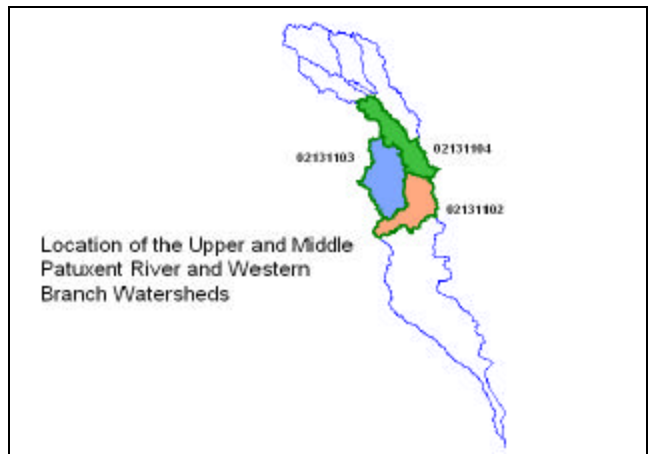 02131104
02131103
02131102
Location of the Upper and Middle
Patuxent River and Western
Branch Watersheds